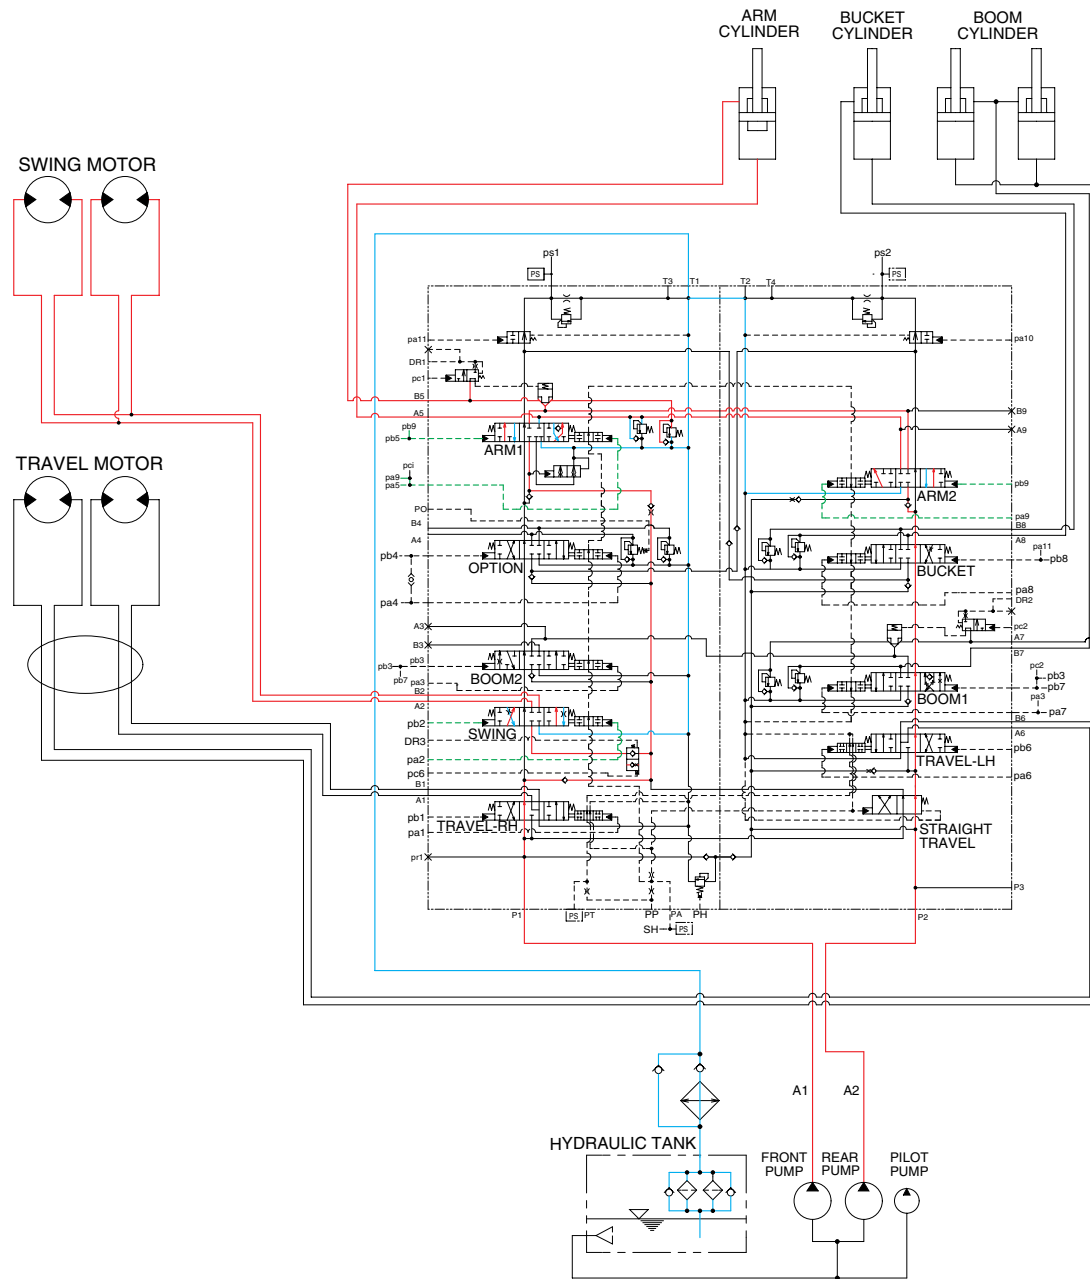 ARM
CYLINDER
BUCKET
CYLINDER
BOOM
CYLINDER
SWING MOTOR
TRAVEL MOTOR
ps1
PS
T3
T1
T2
T4
ps2
PS
pa11
DR1
pc1
B5
A5
pb9
pb5
ARM1
pci
pa9
pa5
PO
B4
A4
pb4
OPTION
pa4
A3
B3
pb3
pb3
pb7
pa3
BOOM2
B2
A2
pb2
SWING
DR3
pa2
pc6
B1
A1
pb1
TRAVEL-RH
pa1
pr1
pa10
B9
A9
pb9
ARM2
pa9
B8
A8
pa11
pb8
BUCKET
pa8
DR2
pc2
A7
B7
pc2
pb3
pb7
BOOM1
pa3
pa7
B6
A6
pb6
TRAVEL-LH
pa6
STRAIGHT
TRAVEL
P3
P1
PS
PT
PP
PA
PH
SH
PS
P2
A1
A2
HYDRAULIC TANK
FRONT
PUMP
REAR
PUMP
PILOT
PUMP